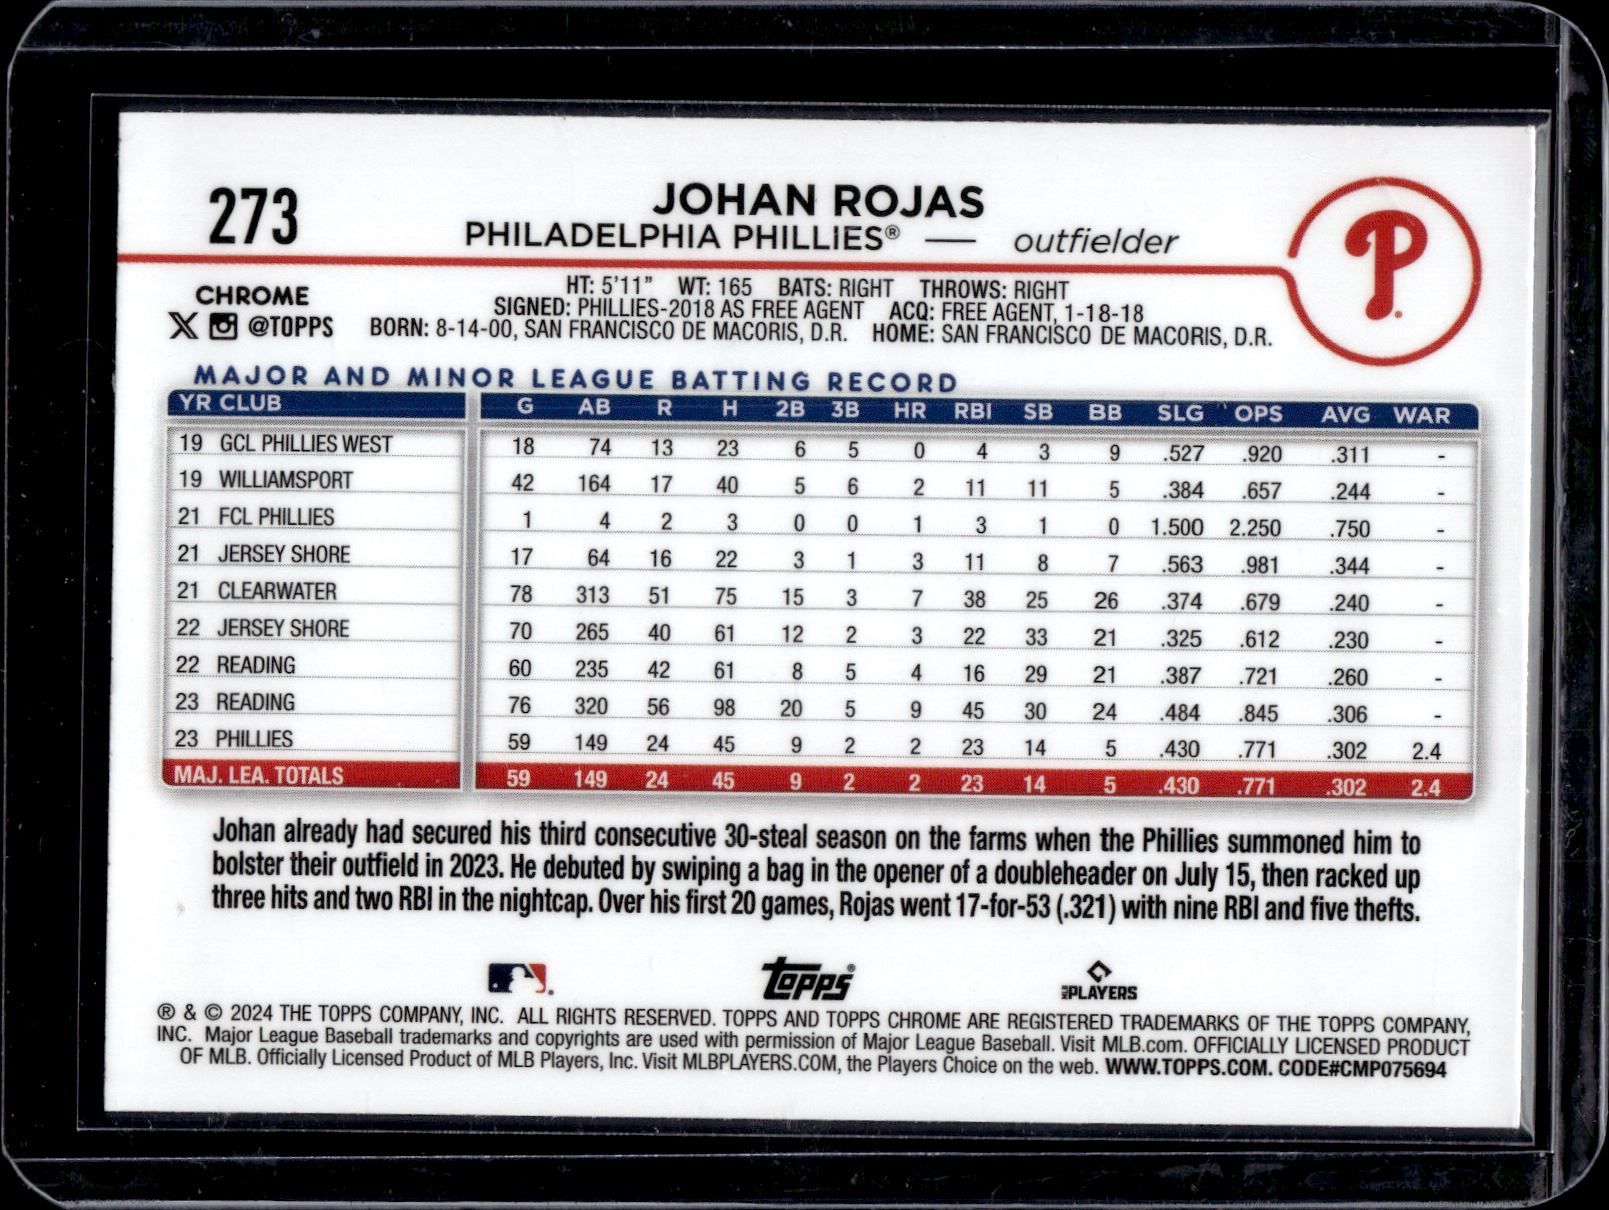 273
JOHAN ROJAS
PHILADELPHIA PHILLIES® — outfielder
P
CHROME
X @TOPPS
HT: 5'11" WT: 165 BATS: RIGHT THROWS: RIGHT
SIGNED: PHILLIES-2018 AS FREE AGENT ACQ: FREE AGENT, 1-18-18
BORN: 8-14-00, SAN FRANCISCO DE MACORIS, D.R. HOME: SAN FRANCISCO DE MACORIS, D.R.
MAJOR AND MINOR LEAGUE BATTING RECORD
YR CLUB G AB R H 2B 3B HR RBI SB BB SLG OPS AVG WAR
19 GCL PHILLIES WEST 18 74 13 23 6 5 0 4 3 9 .527 .920 .311 -
19 WILLIAMSPORT 42 164 17 40 5 6 2 11 11 5 .384 .657 .244 -
21 FCL PHILLIES 1 4 2 3 0 0 1 3 1 0 1.500 2.250 .750 -
21 JERSEY SHORE 17 64 16 22 3 1 3 11 8 7 .563 .981 .344 -
21 CLEARWATER 78 313 51 75 15 3 7 38 25 26 .374 .679 .240 -
22 JERSEY SHORE 70 265 40 61 12 2 3 22 33 21 .325 .612 .230 -
22 READING 60 235 42 61 8 5 4 16 29 21 .387 .721 .260 -
23 READING 76 320 56 98 20 5 9 45 30 24 .484 .845 .306 -
23 PHILLIES 59 149 24 45 9 2 2 23 14 5 .430 .771 .302 2.4
MAJ. LEA. TOTALS 59 149 24 45 9 2 2 23 14 5 .430 .771 .302 2.4
Johan already had secured his third consecutive 30-steal season on the farms when the Phillies summoned him to
bolster their outfield in 2023. He debuted by swiping a bag in the opener of a doubleheader on July 15, then racked up
three hits and two RBI in the nightcap. Over his first 20 games, Rojas went 17-for-53 (.321) with nine RBI and five thefts.
Topps®
MLB PLAYERS
® & © 2024 THE TOPPS COMPANY, INC. ALL RIGHTS RESERVED. TOPPS AND TOPPS CHROME ARE REGISTERED TRADEMARKS OF THE TOPPS COMPANY,
INC. Major League Baseball trademarks and copyrights are used with permission of Major League Baseball. Visit MLB.com. OFFICIALLY LICENSED PRODUCT
OF MLB. Officially Licensed Product of MLB Players, Inc. Visit MLBPLAYERS.COM, the Players Choice on the web. WWW.TOPPS.COM. CODE#CMP075694